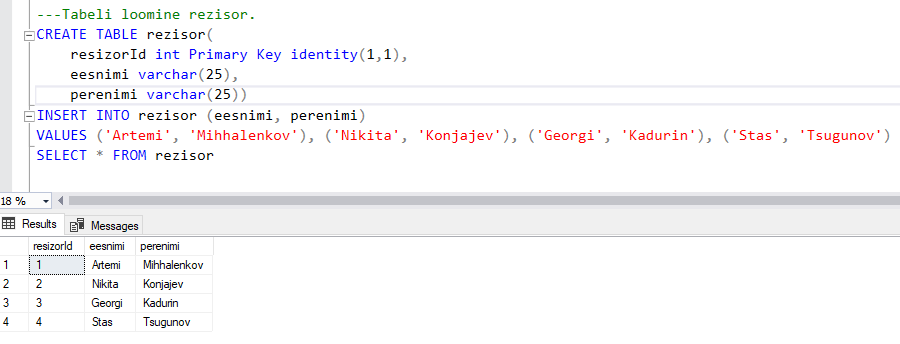 ---Tabeli loomine rezisor.
CREATE TABLE rezisor(
resizorId int Primary Key identity(1,1),
eesnimi varchar(25),
perenimi varchar(25))
INSERT INTO rezisor (eesnimi, perenimi)
VALUES ('Artemi', 'Mihhalenkov'), ('Nikita', 'Konjajev'), ('Georgi', 'Kadurin'), ('Stas', 'Tsugunov')
SELECT * FROM rezisor
18 %
Results Messages
resizorId eesnimi perenimi
1 1 Artemi Mihhalenkov
2 2 Nikita Konjajev
3 3 Georgi Kadurin
4 4 Stas Tsugunov